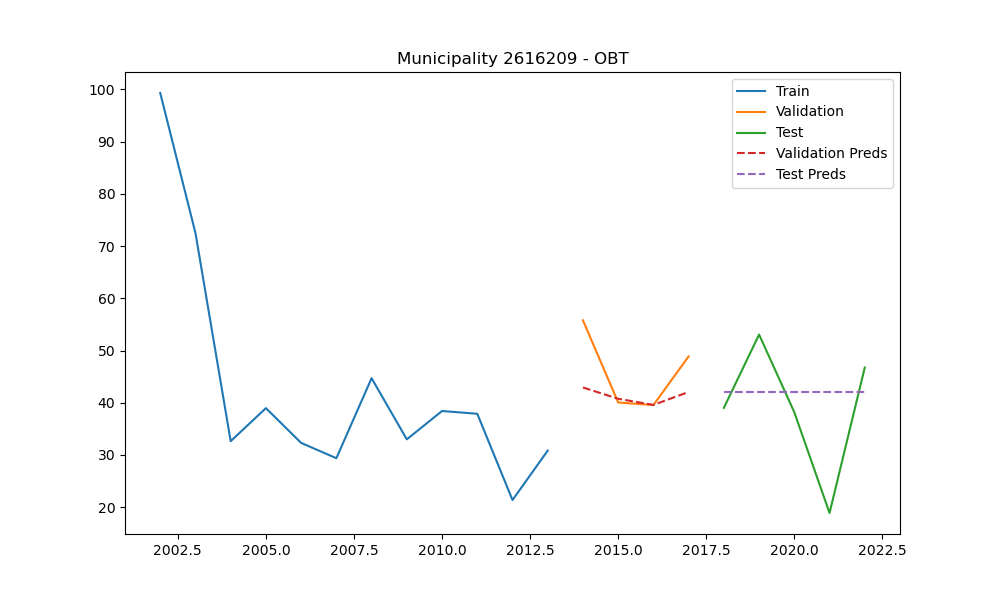 Municipality 2616209 - OBT
Train
Validation
Test
Validation Preds
Test Preds
100
90
80
70
60
50
40
30
20
2002.5 2005.0 2007.5 2010.0 2012.5 2015.0 2017.5 2020.0 2022.5